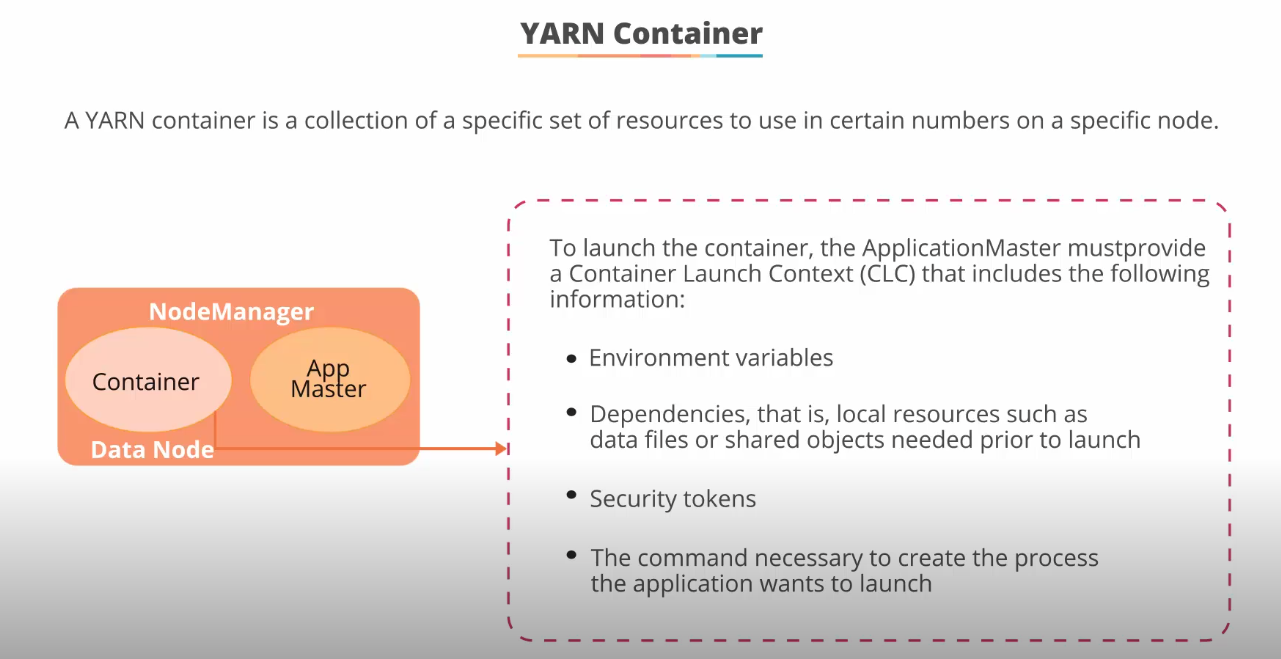 YARN Container
A YARN container is a collection of a specific set of resources to use in certain numbers on a specific node.
NodeManager
Container
App
Master
Data Node
To launch the container, the ApplicationMaster mustprovide
a Container Launch Context (CLC) that includes the following
information:
• Environment variables
• Dependencies, that is, local resources such as
data files or shared objects needed prior to launch
• Security tokens
• The command necessary to create the process
the application wants to launch